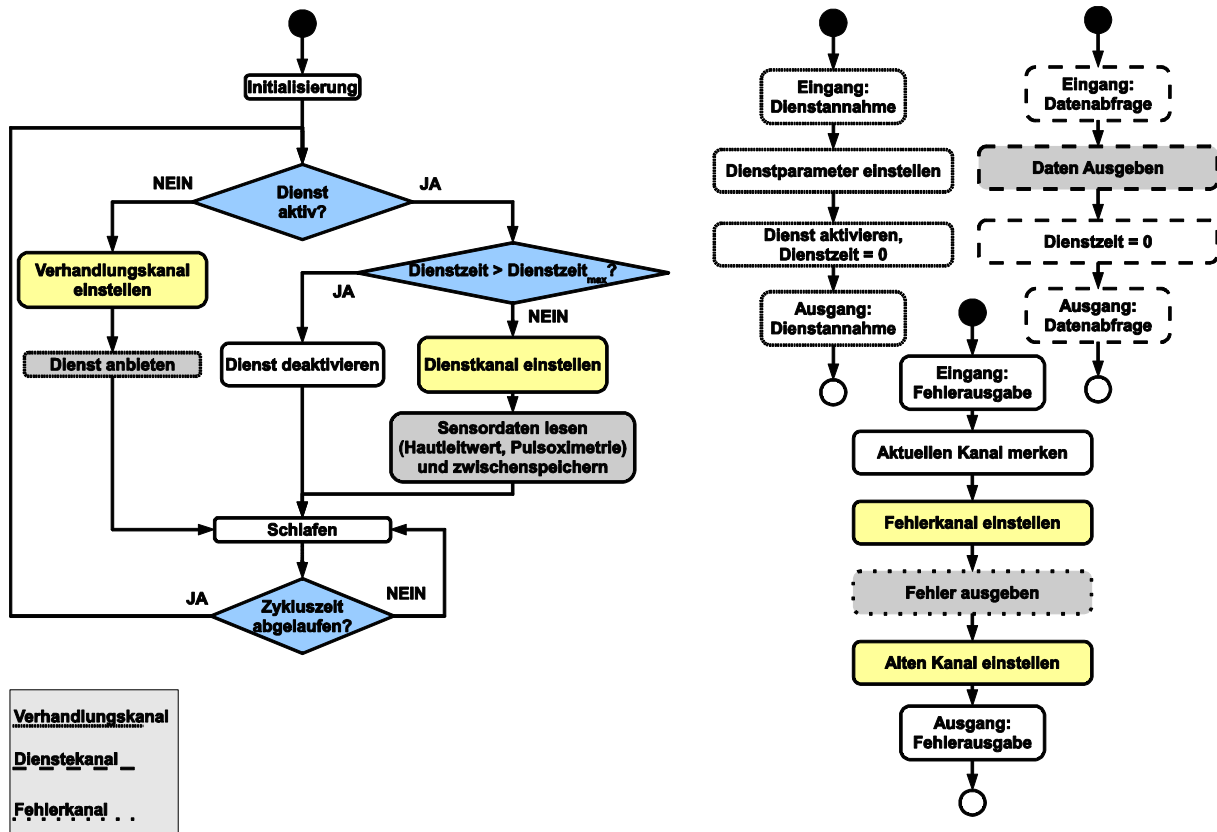 Initialisierung
NEIN
Dienst
aktiv?
JA
Verhandlungskanal
einstellen
Dienstzeit > Dienstzeit max ?
JA
NEIN
Dienst anbieten
Dienst deaktivieren
Dienstkanal einstellen
Sensordaten lesen
(Hautleitwert, Pulsoximetrie)
und zwischenspeichern
Schlafen
JA
Zykluszeit
abgelaufen?
NEIN
Verhandlungskanal
Dienstekanal
Fehlerkanal
Eingang:
Dienstannahme
Dienstparameter einstellen
Dienst aktivieren,
Dienstzeit = 0
Ausgang:
Dienstannahme
Eingang:
Datenabfrage
Daten Ausgeben
Dienstzeit = 0
Ausgang:
Datenabfrage
Eingang:
Fehlerausgabe
Aktuellen Kanal merken
Fehlerkanal einstellen
Fehler ausgeben
Alten Kanal einstellen
Ausgang:
Fehlerausgabe